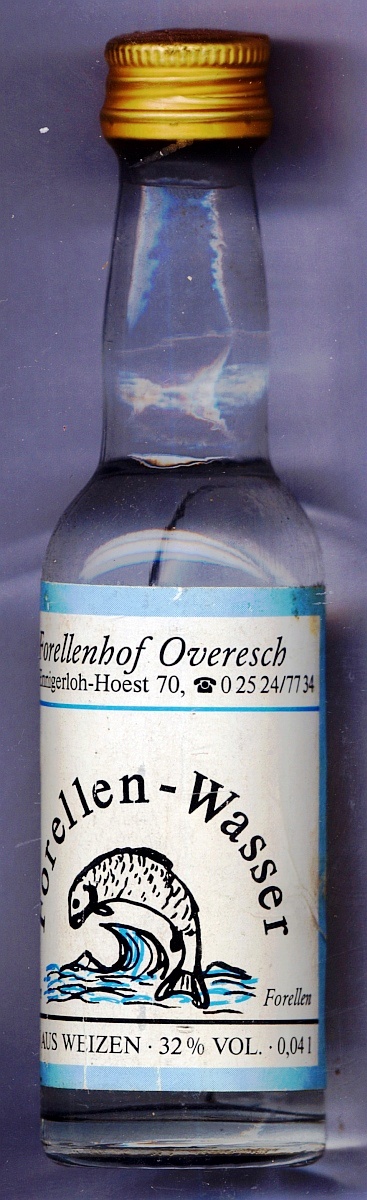 Forellenhof Overesch
Ennigerloh-Hoest 70, ☎ 0 25 24/77 34
Forellen-Wasser
Forellen
AUS WEIZEN · 32 % VOL. · 0,04 l